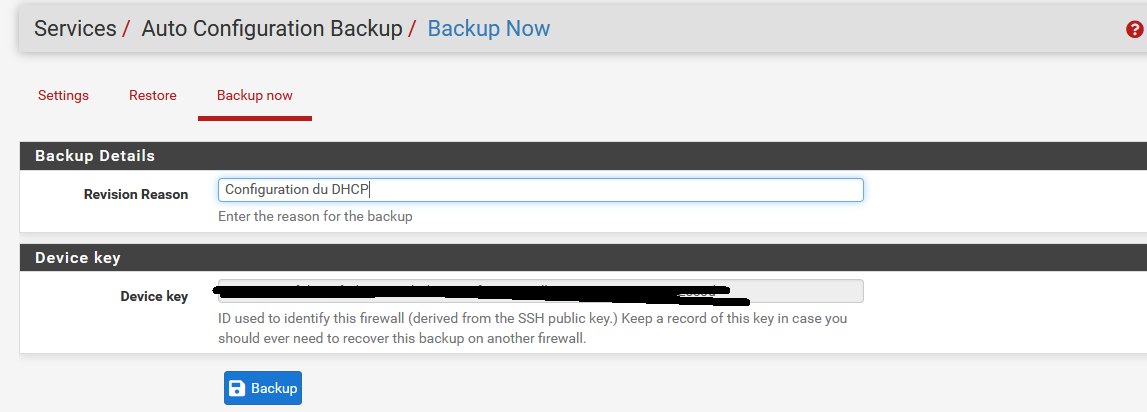 Services / Auto Configuration Backup / Backup Now
Settings Restore Backup now
Backup Details
Revision Reason Configuration du DHCP
Enter the reason for the backup
Device key
Device key
ID used to identify this firewall (derived from the SSH public key.) Keep a record of this key in case you
should ever need to recover this backup on another firewall.
Backup